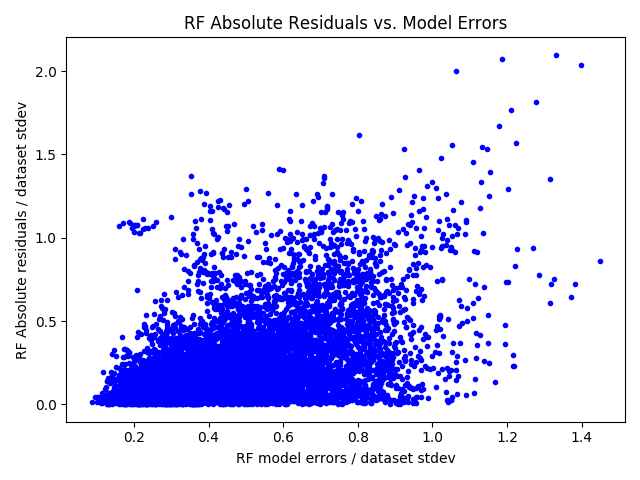 RF Absolute Residuals vs. Model Errors
RF Absolute residuals / dataset stdev
2.0
1.5
1.0
0.5
0.0
0.2 0.4 0.6 0.8 1.0 1.2 1.4
RF model errors / dataset stdev